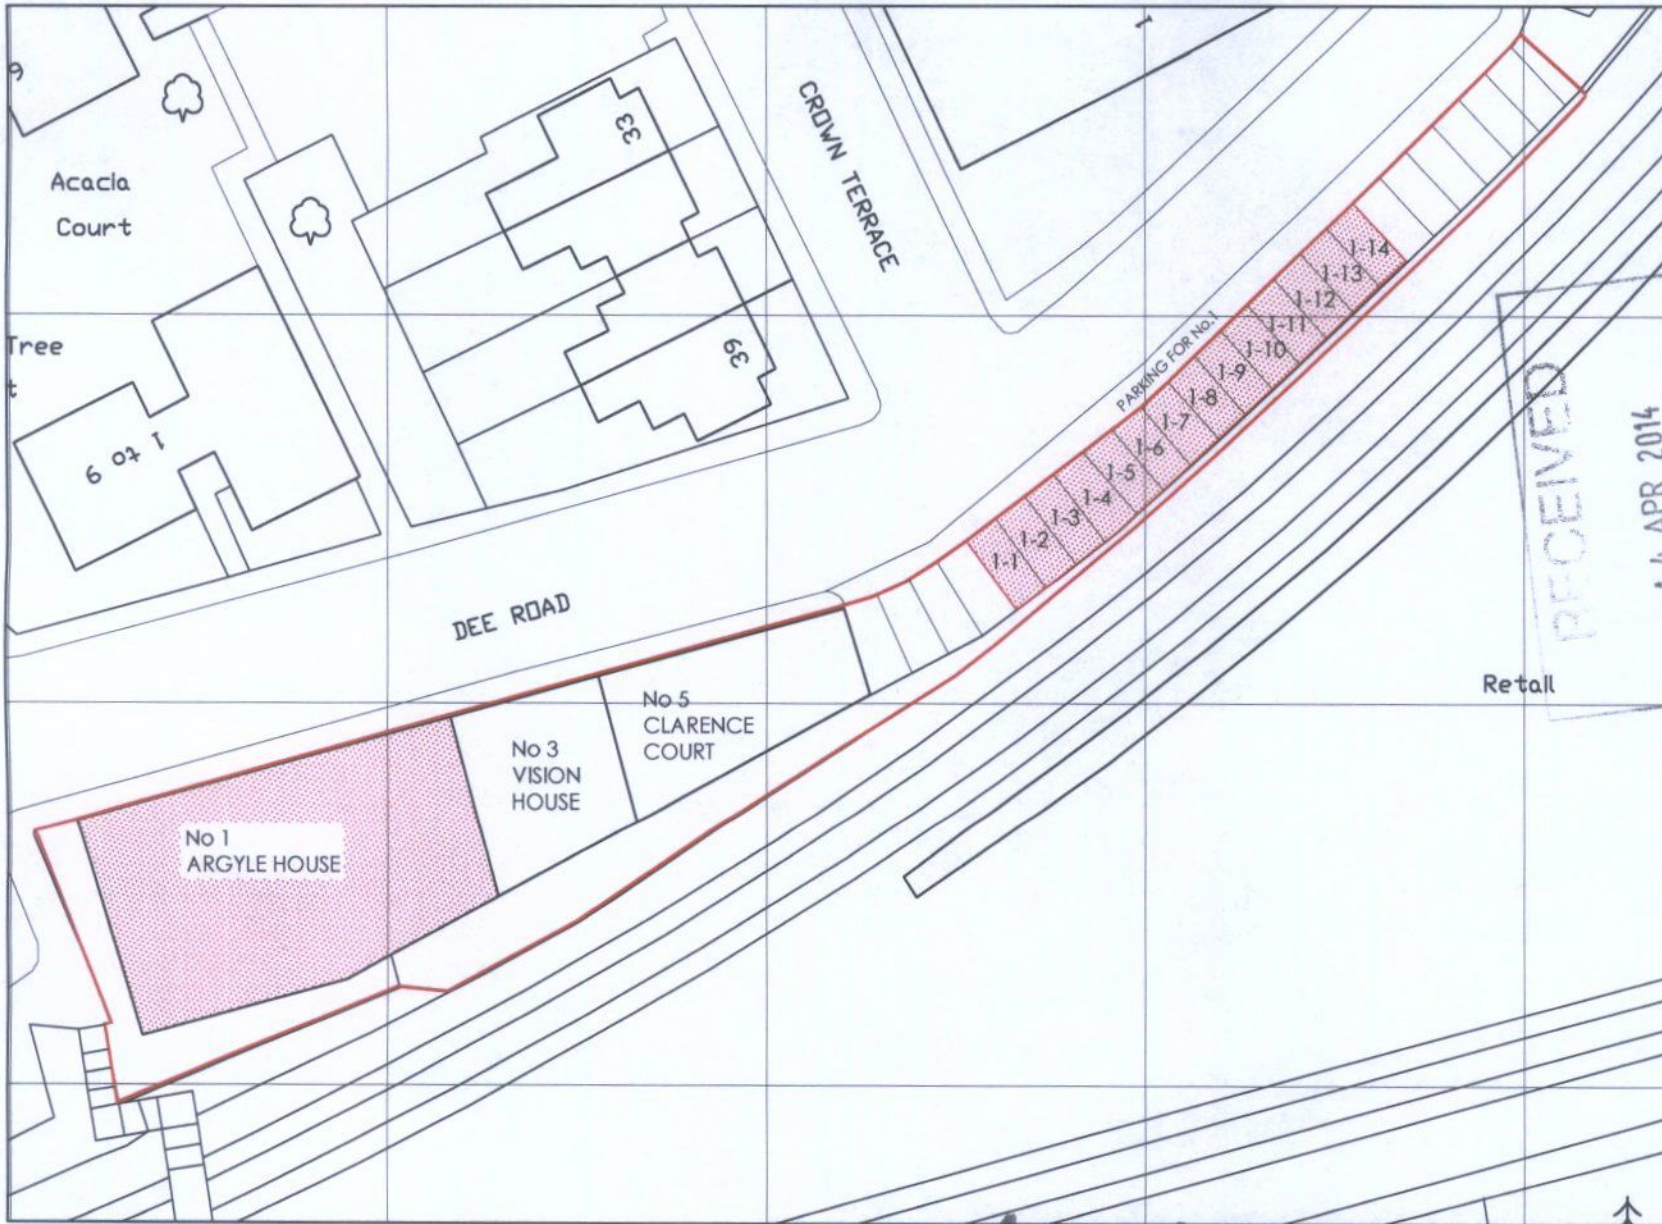 1
6
33
CROWN TERRACE
Acacia
Court
1-14
1-13
1-12
1-11
1-10
1-9
1-8
1-7
1-6
1-5
1-4
1-3
1-2
1-1
PARKING FOR No.1
Tree
t
39
1 to 9
RECEIVED
14 APR 2014
DEE ROAD
Retail
No 5
CLARENCE
COURT
No 3
VISION
HOUSE
No 1
ARGYLE HOUSE